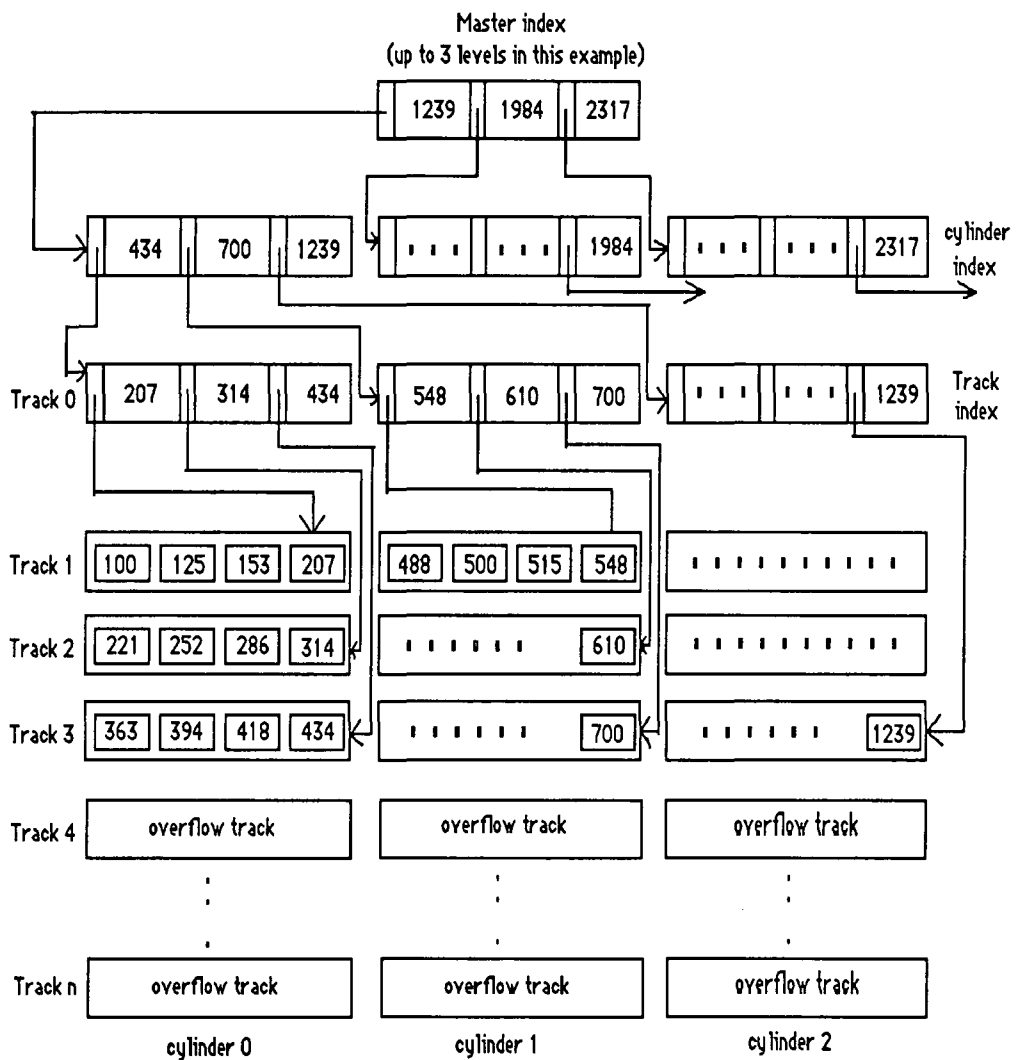 Master index
(up to 3 levels in this example)
1239 1984 2317
434 700 1239 1984 2317
cylinder
index
Track 0 207 314 434 548 610 700 1239
Track
index
Track 1 100 125 153 207 488 500 515 548
Track 2 221 252 286 314 610
Track 3 363 394 418 434 700 1239
Track 4 overflow track overflow track overflow track
Track n overflow track overflow track overflow track
cylinder 0 cylinder 1 cylinder 2